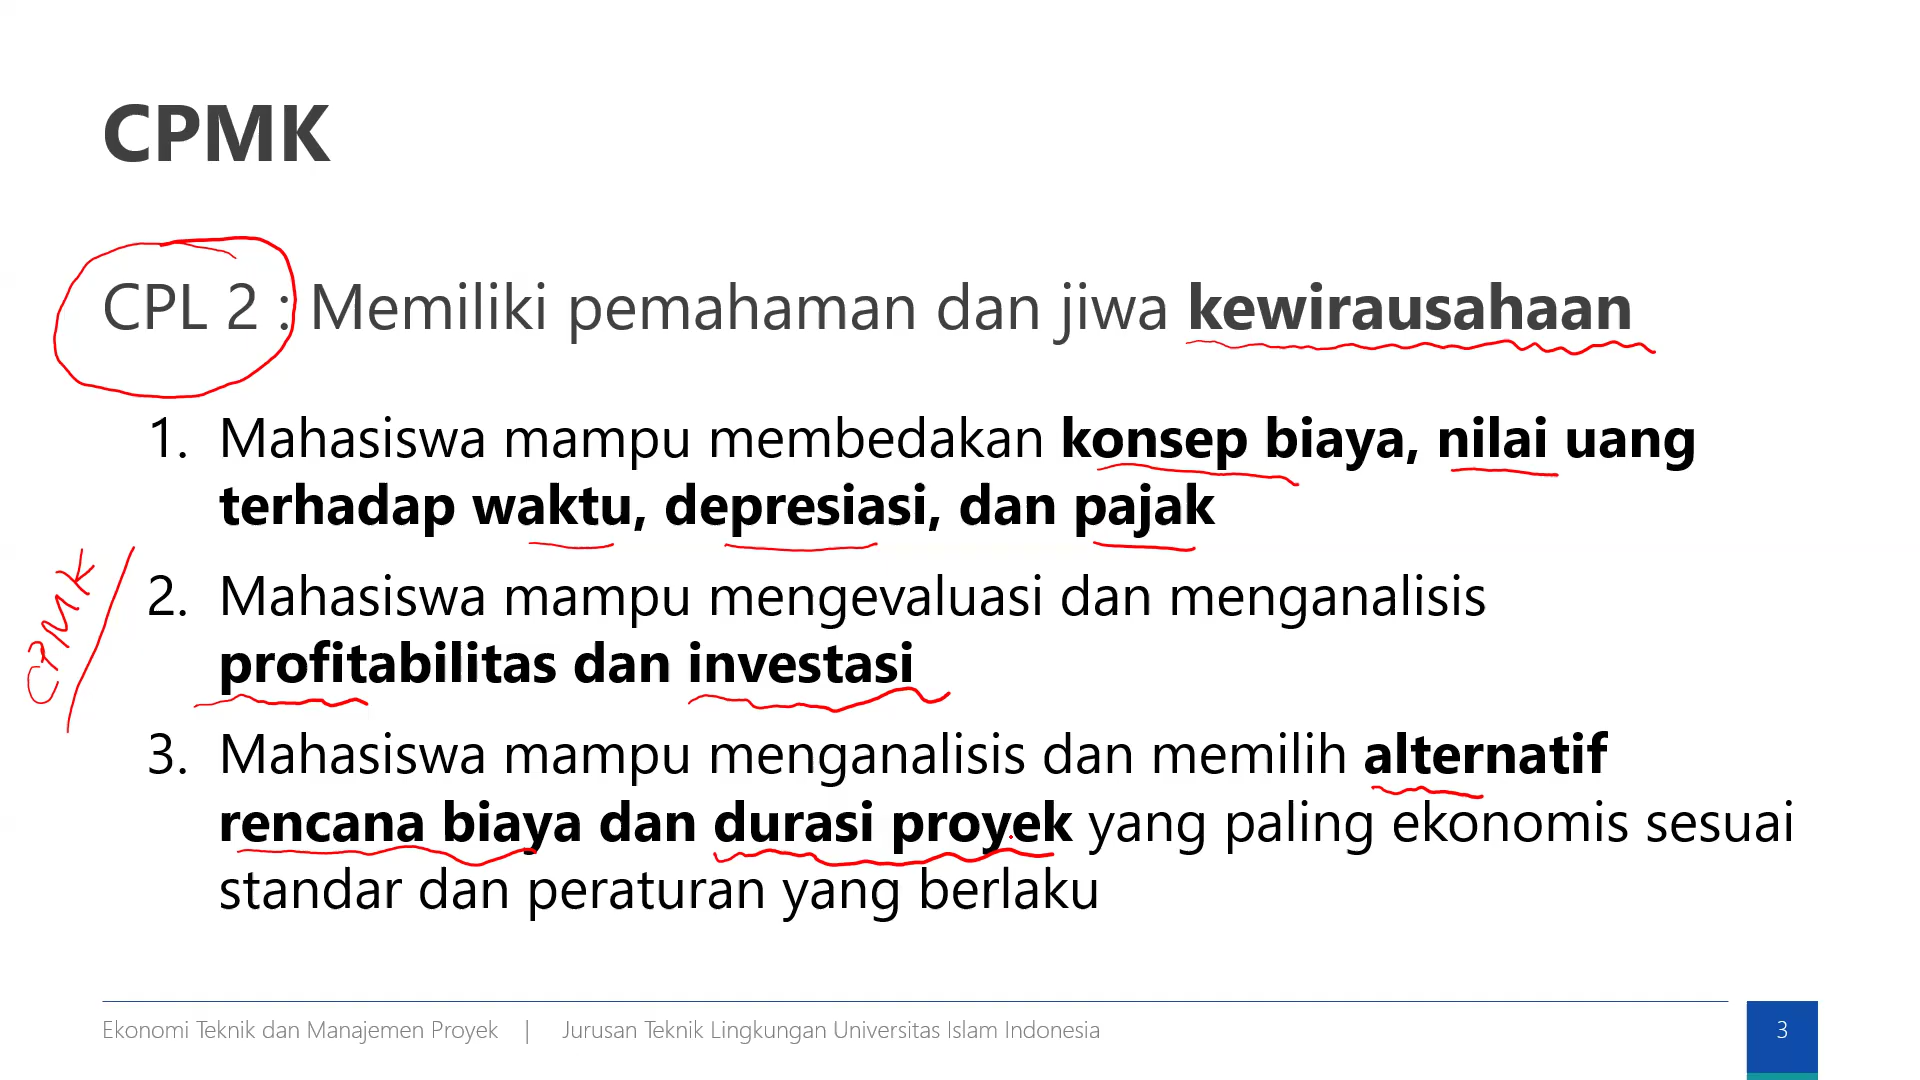 CPMK
CPL 2 : Memiliki pemahaman dan jiwa kewirausahaan
1. Mahasiswa mampu membedakan konsep biaya, nilai uang
terhadap waktu, depresiasi, dan pajak
CPMK
2. Mahasiswa mampu mengevaluasi dan menganalisis
profitabilitas dan investasi
3. Mahasiswa mampu menganalisis dan memilih alternatif
rencana biaya dan durasi proyek yang paling ekonomis sesuai
standar dan peraturan yang berlaku
Ekonomi Teknik dan Manajemen Proyek | Jurusan Teknik Lingkungan Universitas Islam Indonesia
3